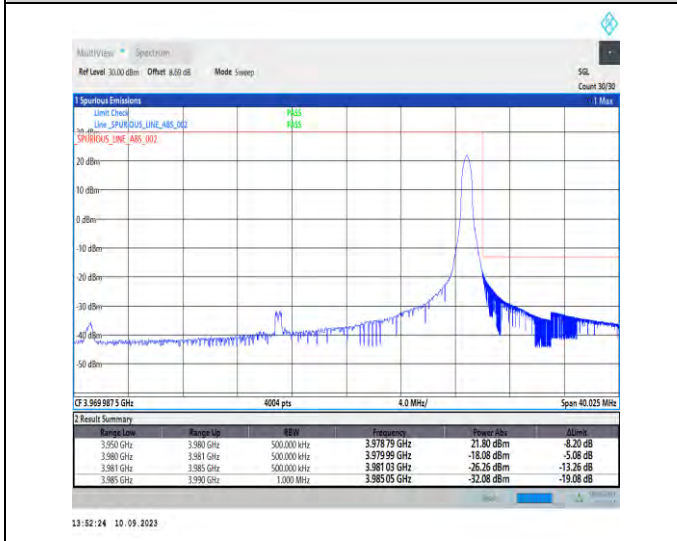 MultiView Spectrum
Ref Level 30.00 dBm Offset 8.69 dB Mode Sweep SGL
Count 30/30
1 Spurious Emissions 1 Max
Limit Check PASS
Line _SPURIOUS_LINE_ABS_002 PASS
_SPURIOUS_LINE_ABS_002
20 dBm
10 dBm
0 dBm
-10 dBm
-20 dBm
-30 dBm
-40 dBm
-50 dBm
CF 3.969 987 5 GHz 4004 pts 4.0 MHz/ Span 40.025 MHz
2 Result Summary
Range Low Range Up RBW Frequency Power Abs ΔLimit
3.950 GHz 3.980 GHz 500.000 kHz 3.978 79 GHz 21.80 dBm -8.20 dB
3.980 GHz 3.981 GHz 500.000 kHz 3.979 99 GHz -18.08 dBm -5.08 dB
3.981 GHz 3.985 GHz 500.000 kHz 3.981 03 GHz -26.26 dBm -13.26 dB
3.985 GHz 3.990 GHz 1.000 MHz 3.985 05 GHz -32.08 dBm -19.08 dB
13:52:24 10.09.2023